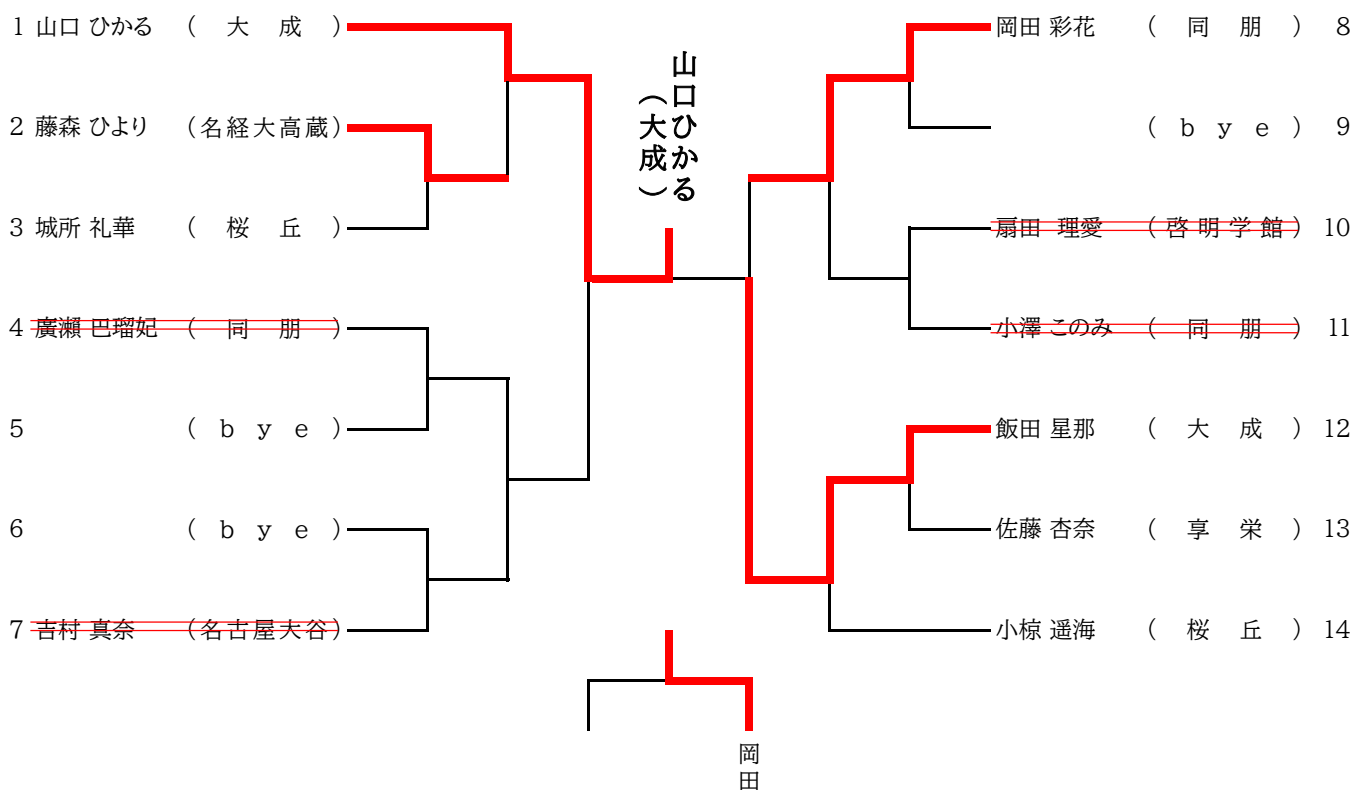 1 山口 ひかる ( 大 成 )
2 藤森 ひより (名経大高蔵)
3 城所 礼華 ( 桜 丘 )
4 廣瀬 巴瑠妃 ( 同 朋 )
5 ( b y e )
6 ( b y e )
7 吉村 真奈 (名古屋大谷)
山口ひかる
(大成)
岡田 彩花 ( 同 朋 ) 8
( b y e ) 9
扇田 理愛 ( 啓 明 学 館 ) 10
小澤 このみ ( 同 朋 ) 11
飯田 星那 ( 大 成 ) 12
佐藤 杏奈 ( 享 栄 ) 13
小椋 遥海 ( 桜 丘 ) 14
岡田